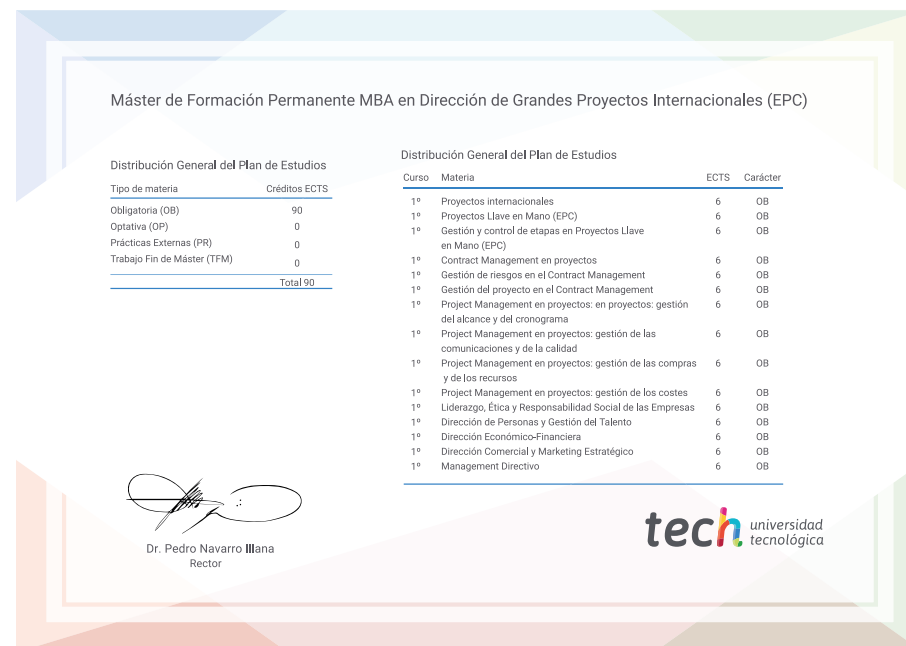 Máster de Formación Permanente MBA en Dirección de Grandes Proyectos Internacionales (EPC)
Distribución General del Plan de Estudios
Tipo de materia Créditos ECTS
Obligatoria (OB) 90
Optativa (OP) 0
Prácticas Externas (PR) 0
Trabajo Fin de Máster (TFM) 0
Total 90
Distribución General del Plan de Estudios
Curso Materia ECTS Carácter
1º Proyectos internacionales 6 OB
1º Proyectos Llave en Mano (EPC) 6 OB
1º Gestión y control de etapas en Proyectos Llave 6 OB
en Mano (EPC)
1º Contract Management en proyectos 6 OB
1º Gestión de riesgos en el Contract Management 6 OB
1º Gestión del proyecto en el Contract Management 6 OB
1º Project Management en proyectos: en proyectos: gestión 6 OB
del alcance y del cronograma
1º Project Management en proyectos: gestión de las 6 OB
comunicaciones y de la calidad
1º Project Management en proyectos: gestión de las compras 6 OB
y de los recursos
1º Project Management en proyectos: gestión de los costes 6 OB
1º Liderazgo, Ética y Responsabilidad Social de las Empresas 6 OB
1º Dirección de Personas y Gestión del Talento 6 OB
1º Dirección Económico-Financiera 6 OB
1º Dirección Comercial y Marketing Estratégico 6 OB
1º Management Directivo 6 OB
Dr. Pedro Navarro Illana
Rector
tech universidad
tecnológica